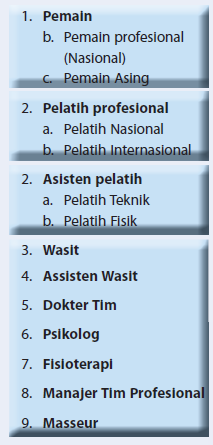 1. Pemain
b. Pemain profesional
(Nasional)
c. Pemain Asing
2. Pelatih profesional
a. Pelatih Nasional
b. Pelatih Internasional
2. Asisten pelatih
a. Pelatih Teknik
b. Pelatih Fisik
3. Wasit
4. Assisten Wasit
5. Dokter Tim
6. Psikolog
7. Fisioterapi
8. Manajer Tim Profesional
9. Masseur